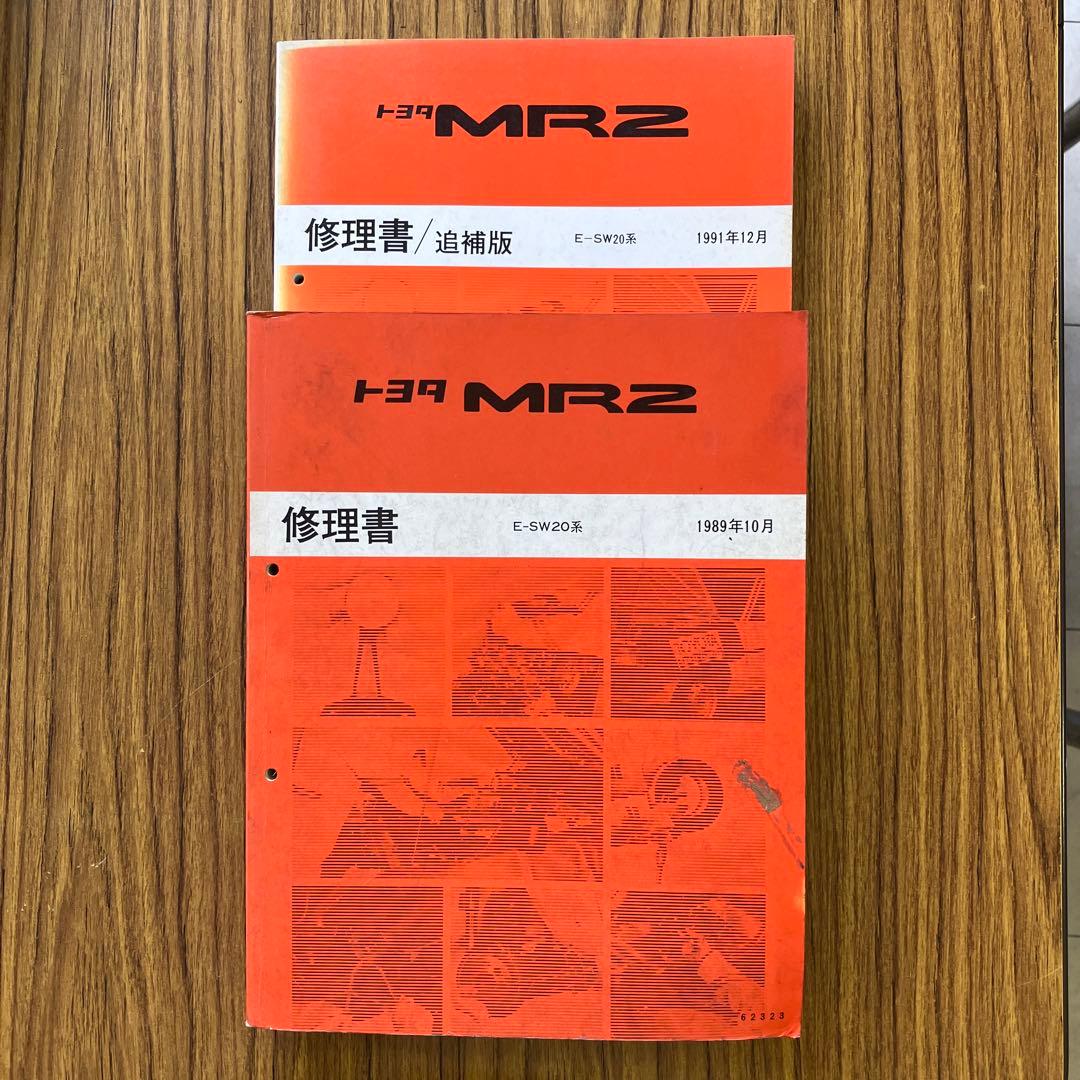 トヨタ MR2
修理書/追補版 E-SW20系 1991年12月
トヨタ MR2
修理書 E-SW20系 1989年10月
62323